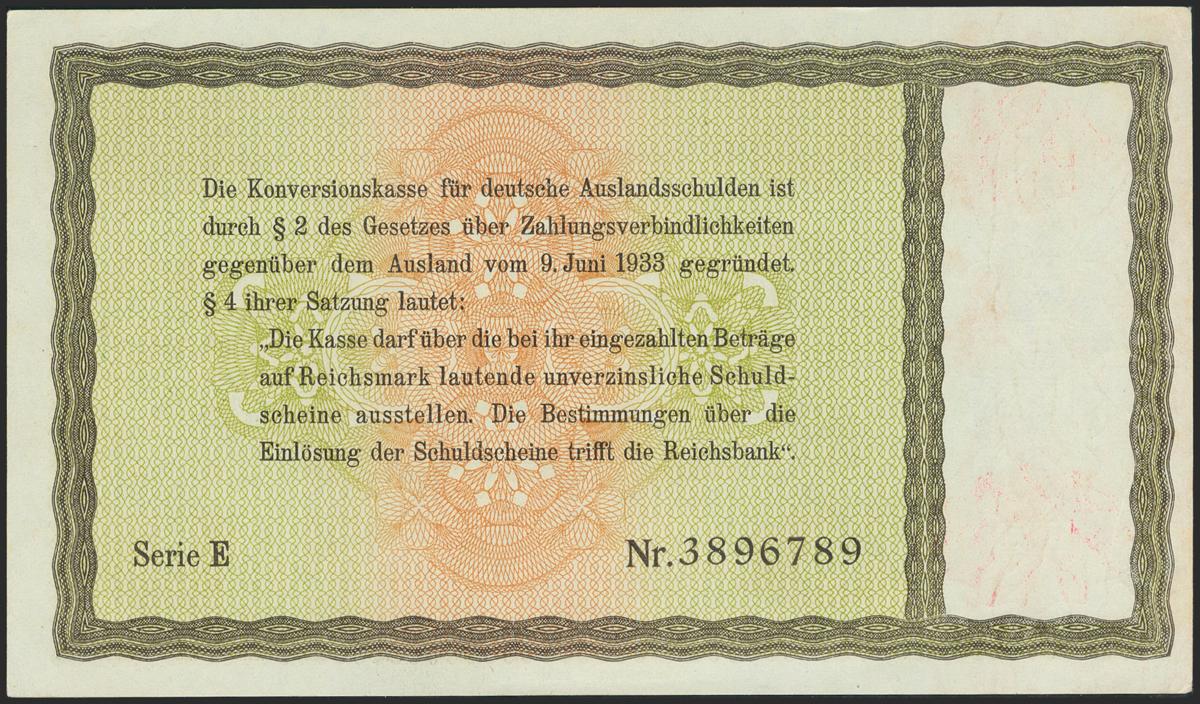 Die Konversionskasse für deutsche Auslandsschulden ist
durch § 2 des Gesetzes über Zahlungsverbindlichkeiten
gegenüber dem Ausland vom 9. Juni 1933 gegründet.
§ 4 ihrer Satzung lautet:
„Die Kasse darf über die bei ihr eingezahlten Beträge
auf Reichsmark lautende unverzinsliche Schuld-
scheine ausstellen. Die Bestimmungen über die
Einlösung der Schuldscheine trifft die Reichsbank“.
Serie E
Nr. 3896789